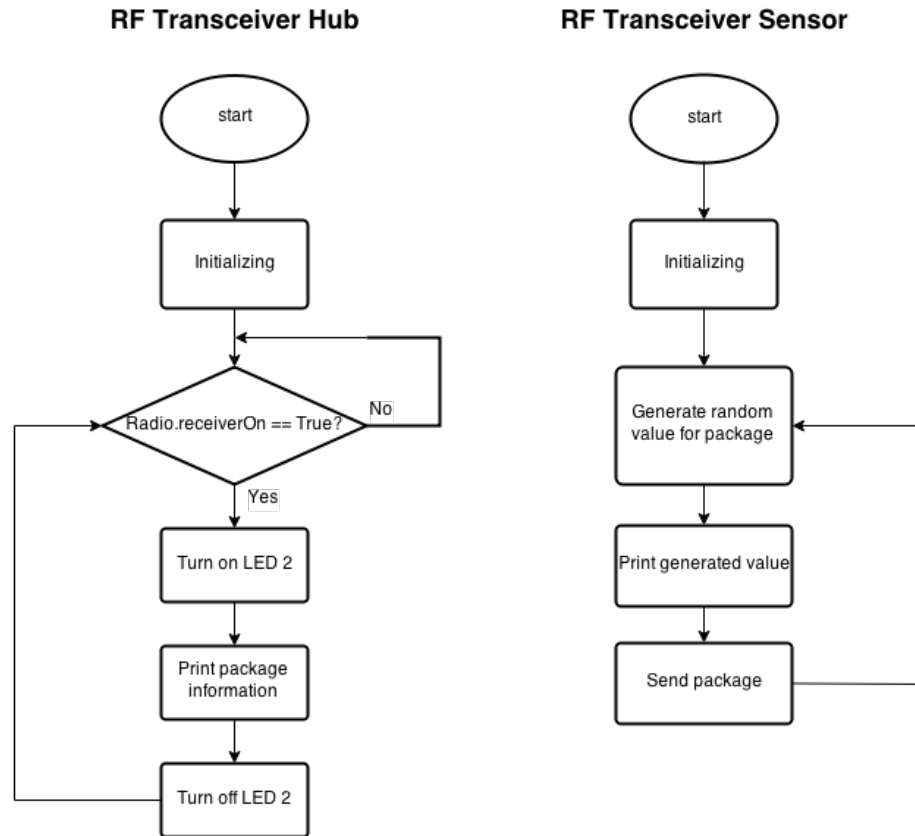 RF Transceiver Hub
start
Initializing
Radio.receiverOn == True?
No
Yes
Turn on LED 2
Print package
information
Turn off LED 2
RF Transceiver Sensor
start
Initializing
Generate random
value for package
Print generated value
Send package